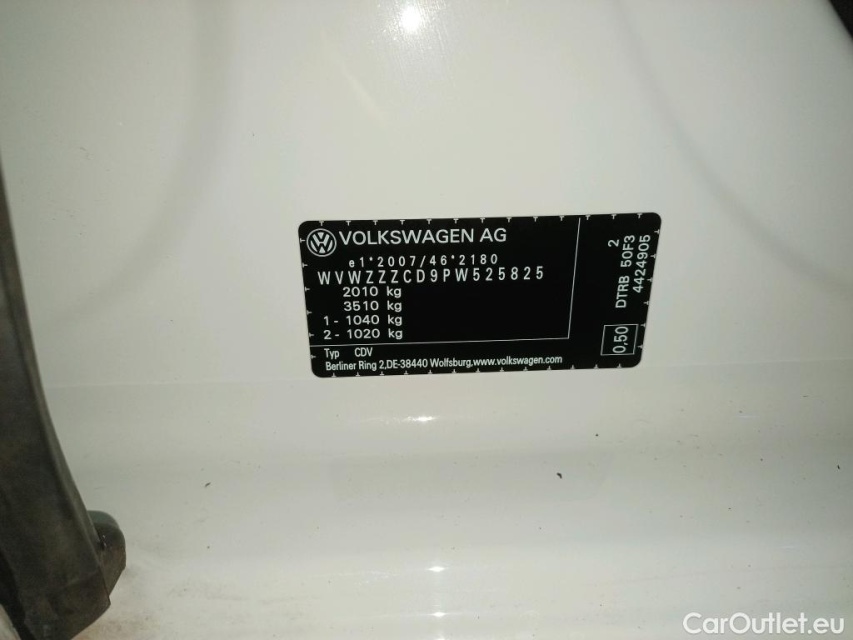 VOLKSWAGEN AG
e1*2007/46*2180
WVWZZZCD9PW525825
2010 kg
3510 kg
1- 1040 kg
2- 1020 kg
Typ CDV
Berliner Ring 2,DE-38440 Wolfsburg,www.volkswagen.com
2
DTRB 50F3
4424905
0,50
CarOutlet.eu